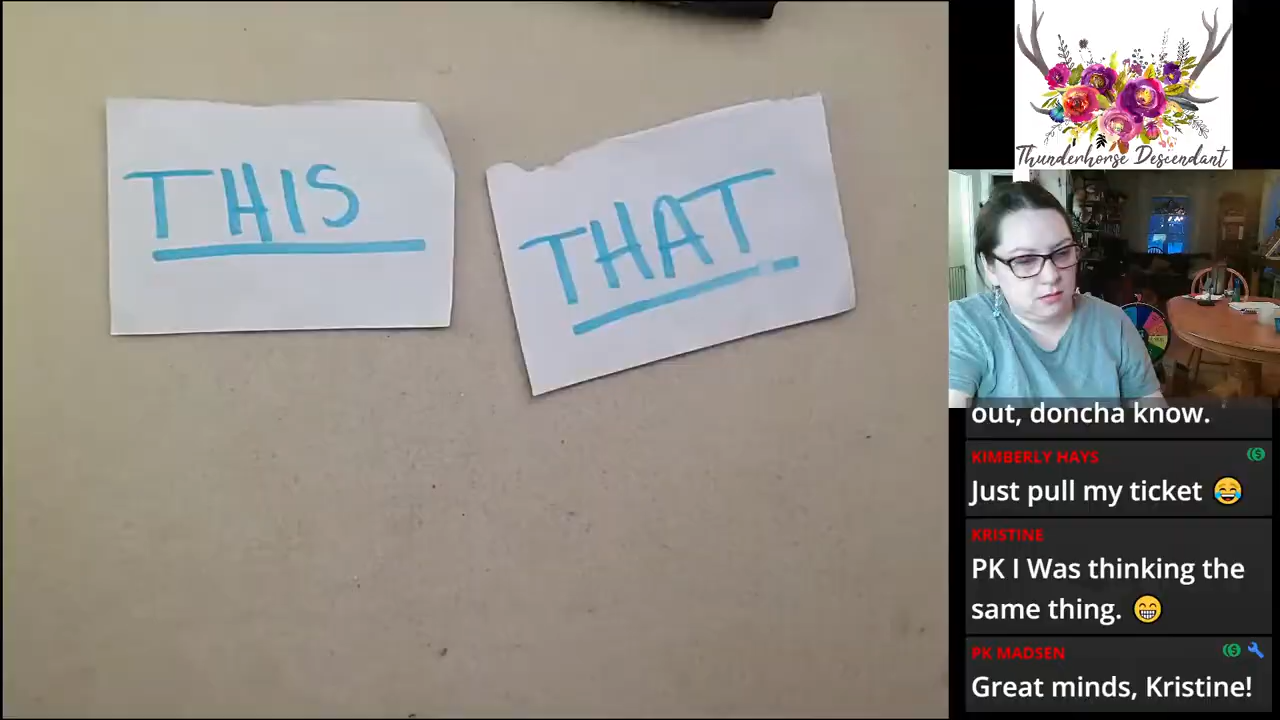 THIS
THAT
Thunderhorse Descendant
out, doncha know.
KIMBERLY HAYS
Just pull my ticket 😂
KRISTINE
PK I Was thinking the
same thing. 😁
PK MADSEN
Great minds, Kristine!